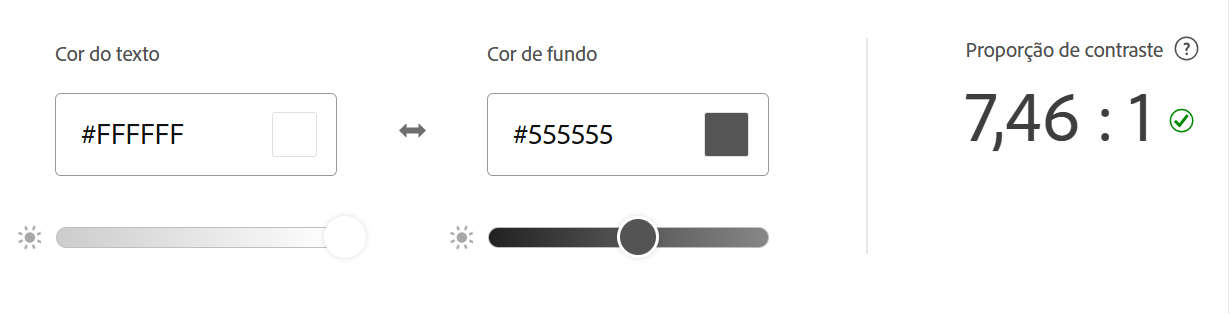 Cor do texto
Cor de fundo
Proporção de contraste ?
#FFFFFF
#555555
7,46 : 1